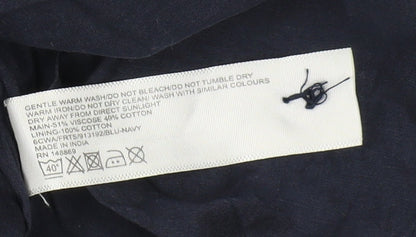 GENTLE WARM WASH/DO NOT BLEACH/DO NOT TUMBLE DRY
WARM IRON/DO NOT DRY CLEAN/ WASH WITH SIMILAR COLOURS
DRY AWAY FROM DIRECT SUNLIGHT
MAIN-51% VISCOSE 40% COTTON
LINING-100% COTTON
6CWA/FRTS/913192/BLU-NAVY
MADE IN INDIA
RN 148869
40°